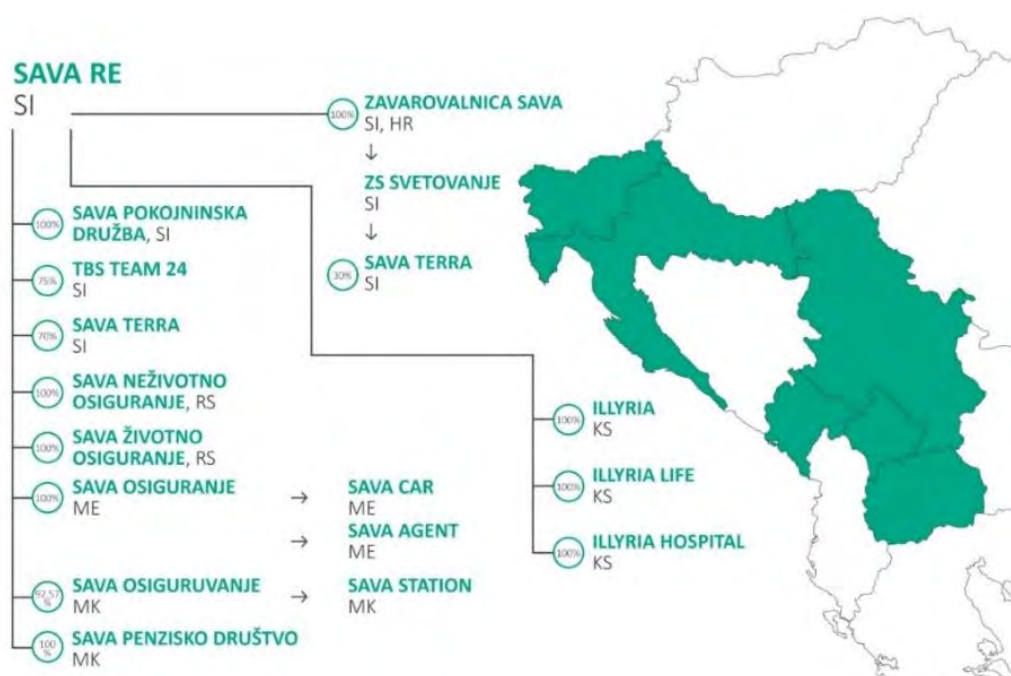 SAVA RE
SI
100% ZAVAROVALNICA SAVA
SI, HR
↓
ZS SVETOVANJE
SI
↓
30% SAVA TERRA
SI
100% SAVA POKOJNINSKA
DRUŽBA, SI
75% TBS TEAM 24
SI
70% SAVA TERRA
SI
100% SAVA NEŽIVOTNO
OSIGURANJE, RS
100% SAVA ŽIVOTNO
OSIGURANJE, RS
100% SAVA OSIGURANJE
ME
→ SAVA CAR
ME
→ SAVA AGENT
ME
92,57
% SAVA OSIGURUVANJE
MK
→ SAVA STATION
MK
100
% SAVA PENZISKO DRUŠTVO
MK
100% ILLYRIA
KS
100% ILLYRIA LIFE
KS
100% ILLYRIA HOSPITAL
KS